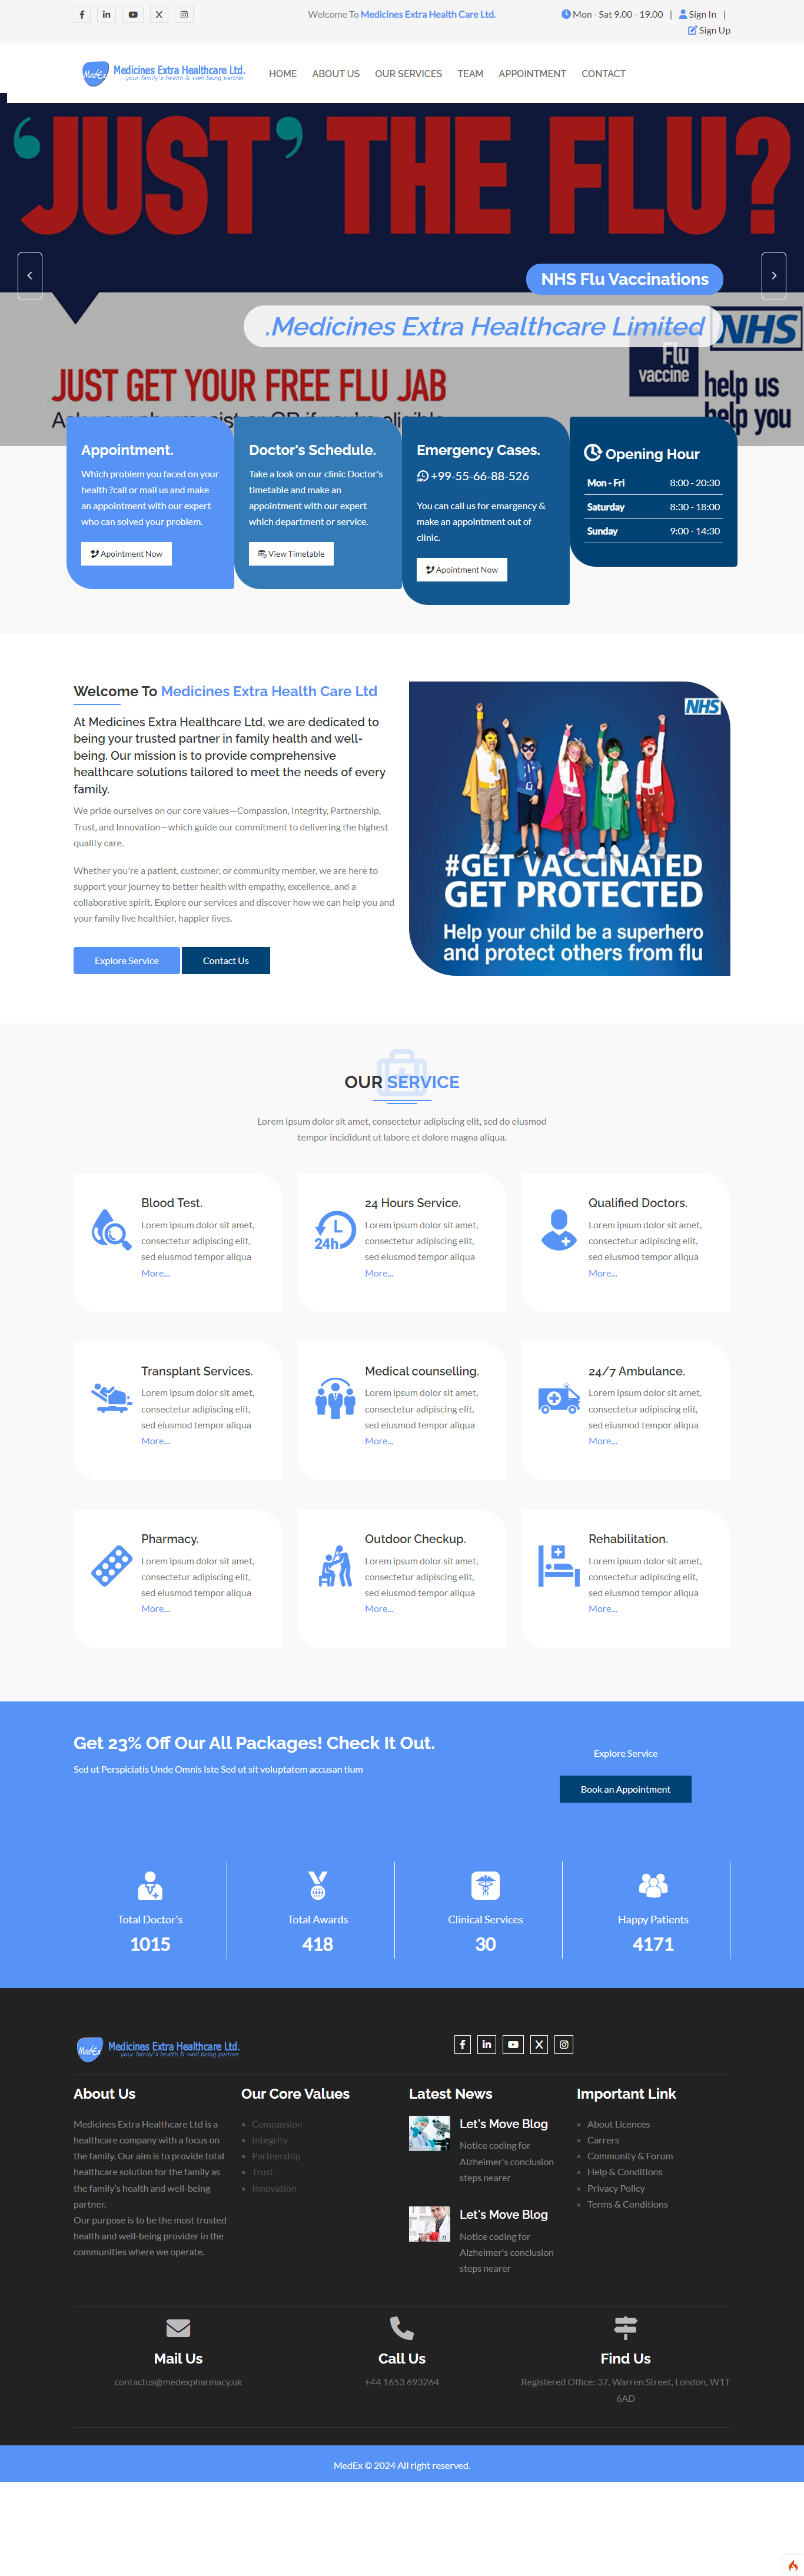 Welcome To Medicines Extra Health Care Ltd.
Mon - Sat 9.00 - 19.00 | Sign In |
Sign Up
MedEx Medicines Extra Healthcare Ltd.
...your family's health & well being partner.
HOME ABOUT US OUR SERVICES TEAM APPOINTMENT CONTACT
'JUST' THE FLU?
NHS Flu Vaccinations
.Medicines Extra Healthcare Limited
NHS
Flu
vaccine
help us
help you
JUST GET YOUR FREE FLU JAB
Ask your pharmacist or GP if you're eligible
Appointment.
Which problem you faced on your
health ?call or mail us and make
an appointment with our expert
who can solved your problem.
Apointment Now
Doctor's Schedule.
Take a look on our clinic Doctor's
timetable and make an
appointment with our expert
which department or service.
View Timetable
Emergency Cases.
+99-55-66-88-526
You can call us for emargency &
make an appointment out of
clinic.
Apointment Now
Opening Hour
Mon - Fri 8:00 - 20:30
Saturday 8:30 - 18:00
Sunday 9:00 - 14:30
Welcome To Medicines Extra Health Care Ltd
At Medicines Extra Healthcare Ltd, we are dedicated to
being your trusted partner in family health and well-
being. Our mission is to provide comprehensive
healthcare solutions tailored to meet the needs of every
family.
We pride ourselves on our core values—Compassion, Integrity, Partnership,
Trust, and Innovation—which guide our commitment to delivering the highest
quality care.
Whether you're a patient, customer, or community member, we are here to
support your journey to better health with empathy, excellence, and a
collaborative spirit. Explore our services and discover how we can help you and
your family live healthier, happier lives.
Explore Service
Contact Us
NHS
#GET VACCINATED
GET PROTECTED
Help your child be a superhero
and protect others from flu
OUR SERVICE
Lorem ipsum dolor sit amet, consectetur adipiscing elit, sed do eiusmod
tempor incididunt ut labore et dolore magna aliqua.
Blood Test.
Lorem ipsum dolor sit amet,
consectetur adipiscing elit,
sed eiusmod tempor aliqua
More...
24 Hours Service.
24h
Lorem ipsum dolor sit amet,
consectetur adipiscing elit,
sed eiusmod tempor aliqua
More...
Qualified Doctors.
Lorem ipsum dolor sit amet,
consectetur adipiscing elit,
sed eiusmod tempor aliqua
More...
Transplant Services.
Lorem ipsum dolor sit amet,
consectetur adipiscing elit,
sed eiusmod tempor aliqua
More...
Medical counselling.
Lorem ipsum dolor sit amet,
consectetur adipiscing elit,
sed eiusmod tempor aliqua
More...
24/7 Ambulance.
Lorem ipsum dolor sit amet,
consectetur adipiscing elit,
sed eiusmod tempor aliqua
More...
Pharmacy.
Lorem ipsum dolor sit amet,
consectetur adipiscing elit,
sed eiusmod tempor aliqua
More...
Outdoor Checkup.
Lorem ipsum dolor sit amet,
consectetur adipiscing elit,
sed eiusmod tempor aliqua
More...
Rehabilitation.
Lorem ipsum dolor sit amet,
consectetur adipiscing elit,
sed eiusmod tempor aliqua
More...
Get 23% Off Our All Packages! Check It Out.
Sed ut Perspiciatis Unde Omnis Iste Sed ut sit voluptatem accusan tium
Explore Service
Book an Appointment
Total Doctor's
1015
Total Awards
418
Clinical Services
30
Happy Patients
4171
MedEx Medicines Extra Healthcare Ltd.
...your family's health & well being partner.
About Us
Medicines Extra Healthcare Ltd is a
healthcare company with a focus on
the family. Our aim is to provide total
healthcare solution for the family as
the family's health and well-being
partner.
Our purpose is to be the most trusted
health and well-being provider in the
communities where we operate.
Our Core Values
Compassion
Integrity
Partnership
Trust
Innovation
Latest News
Let's Move Blog
Notice coding for
Alzheimer's conclusion
steps nearer
Let's Move Blog
Notice coding for
Alzheimer's conclusion
steps nearer
Important Link
About Licences
Carrers
Community & Forum
Help & Conditions
Privacy Policy
Terms & Conditions
Mail Us
contactus@medexpharmacy.uk
Call Us
+44 1653 693264
Find Us
Registered Office: 37, Warren Street, London, W1T
6AD
MedEx © 2024 All right reserved.